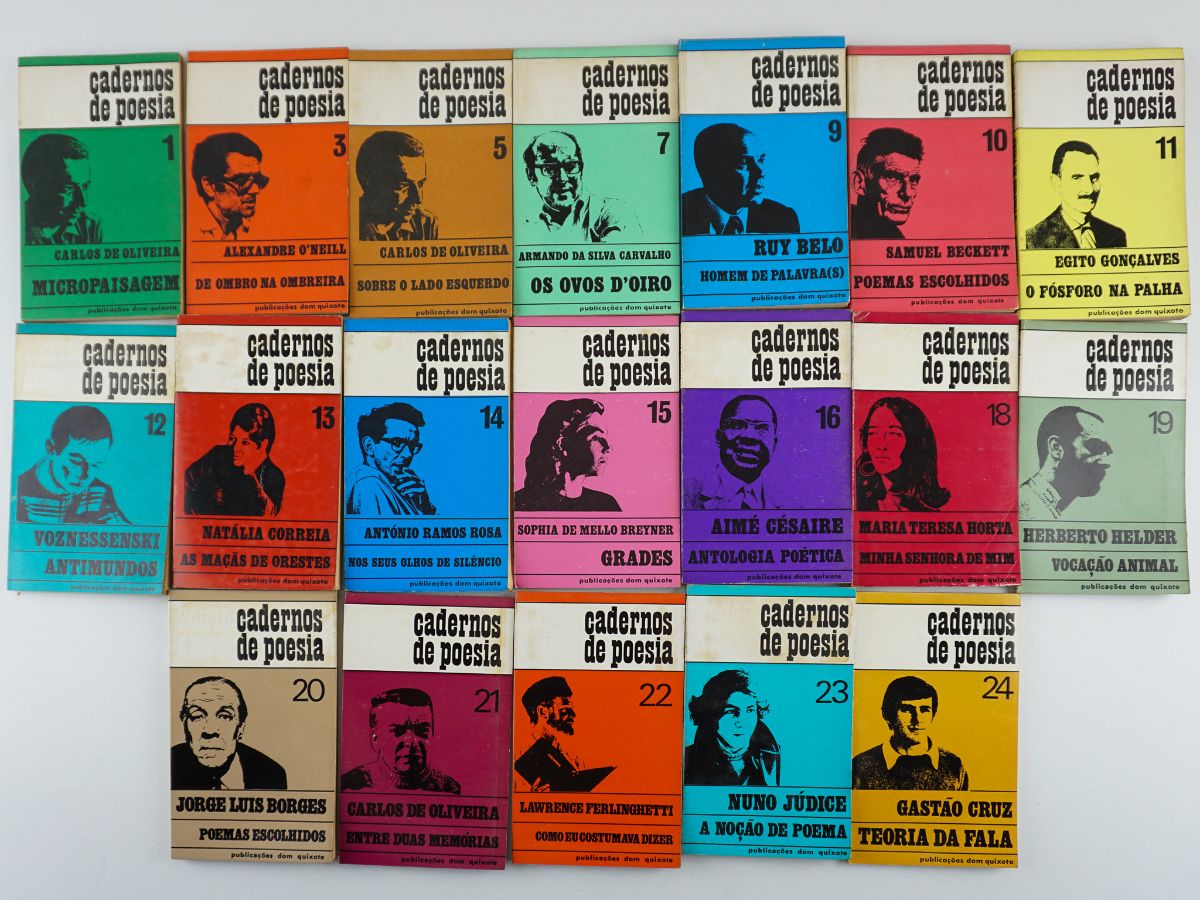 cadernos
de poesia
1
CARLOS DE OLIVEIRA
MICROPAISAGEM
publicações dom quixote
cadernos
de poesia
3
ALEXANDRE O'NEILL
DE OMBRO NA OMBREIRA
publicações dom quixote
cadernos
de poesia
5
CARLOS DE OLIVEIRA
SOBRE O LADO ESQUERDO
publicações dom quixote
cadernos
de poesia
7
ARMANDO DA SILVA CARVALHO
OS OVOS D'OIRO
publicações dom quixote
cadernos
de poesia
9
RUY BELO
HOMEM DE PALAVRA(S)
publicações dom quixote
cadernos
de poesia
10
SAMUEL BECKETT
POEMAS ESCOLHIDOS
publicações dom quixote
cadernos
de poesia
11
EGITO GONÇALVES
O FÓSFORO NA PALHA
publicações dom quixote
cadernos
de poesia
12
VOZNESSENSKI
ANTIMUNDOS
publicações dom quixote
cadernos
de poesia
13
NATÁLIA CORREIA
AS MAÇÃS DE ORESTES
publicações dom quixote
cadernos
de poesia
14
ANTÓNIO RAMOS ROSA
NOS SEUS OLHOS DE SILÊNCIO
publicações dom quixote
cadernos
de poesia
15
SOPHIA DE MELLO BREYNER
GRADES
publicações dom quixote
cadernos
de poesia
16
AIMÉ CÉSAIRE
ANTOLOGIA POÉTICA
publicações dom quixote
cadernos
de poesia
18
MARIA TERESA HORTA
MINHA SENHORA DE MIM
publicações dom quixote
cadernos
de poesia
19
HERBERTO HELDER
VOCAÇÃO ANIMAL
publicações dom quixote
cadernos
de poesia
20
JORGE LUIS BORGES
POEMAS ESCOLHIDOS
publicações dom quixote
cadernos
de poesia
21
CARLOS DE OLIVEIRA
ENTRE DUAS MEMÓRIAS
publicações dom quixote
cadernos
de poesia
22
LAWRENCE FERLINGHETTI
COMO EU COSTUMAVA DIZER
publicações dom quixote
cadernos
de poesia
23
NUNO JÚDICE
A NOÇÃO DE POEMA
publicações dom quixote
cadernos
de poesia
24
GASTÃO CRUZ
TEORIA DA FALA
publicações dom quixote